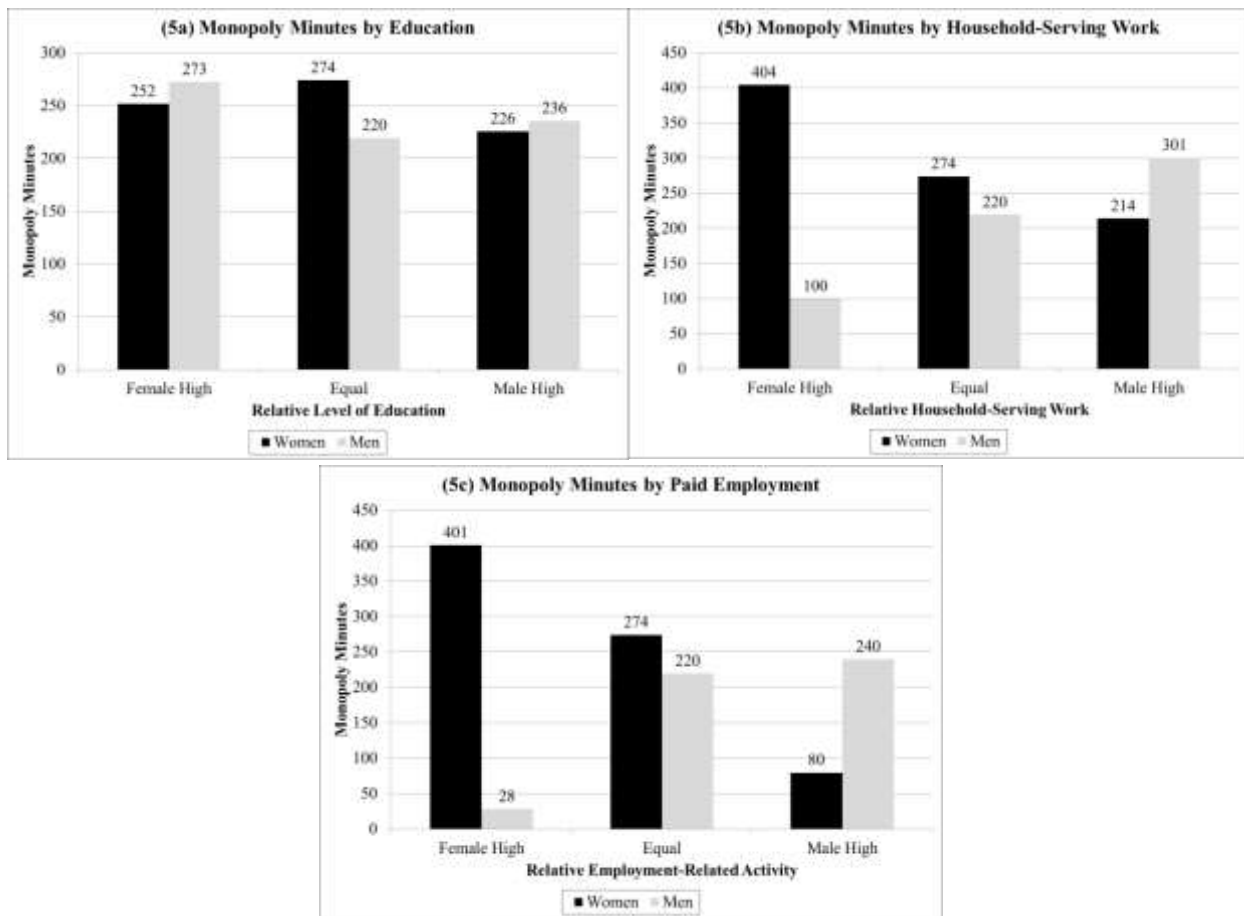 (5a) Monopoly Minutes by Education
300
250
200
150
100
50
0
Monopoly Minutes
252
273
274
220
226
236
Female High
Equal
Male High
Relative Level of Education
Women
Men
(5b) Monopoly Minutes by Household-Serving Work
450
400
350
300
250
200
150
100
50
0
Monopoly Minutes
404
100
274
220
214
301
Female High
Equal
Male High
Relative Household-Serving Work
Women
Men
(5c) Monopoly Minutes by Paid Employment
450
400
350
300
250
200
150
100
50
0
Monopoly Minutes
401
28
274
220
80
240
Female High
Equal
Male High
Relative Employment-Related Activity
Women
Men